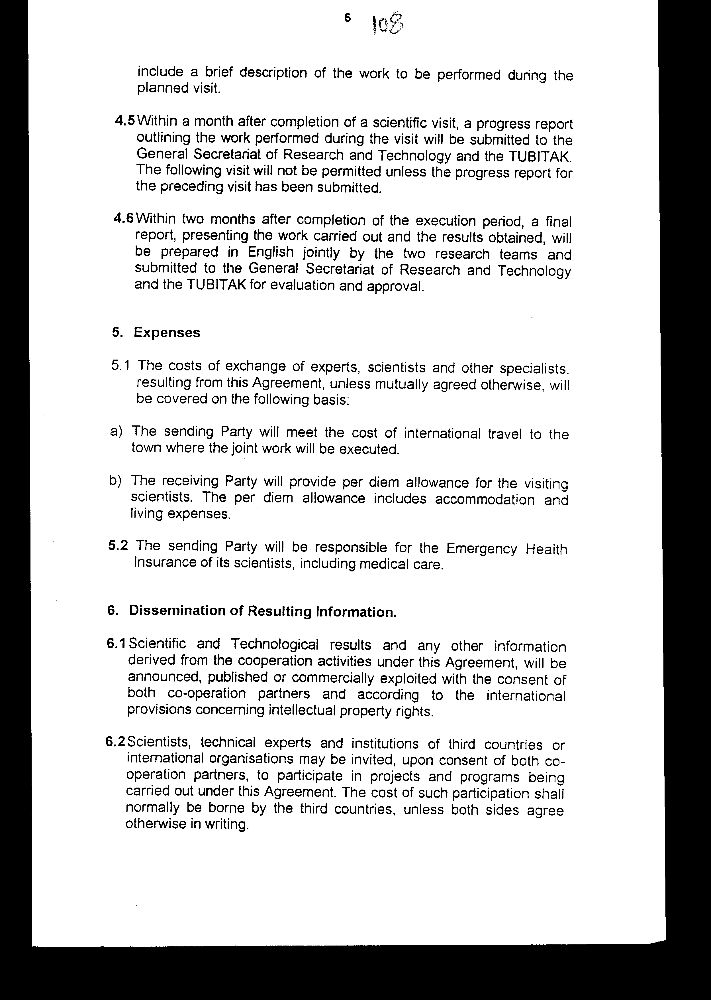 6 108
include a brief description of the work to be performed during the
planned visit.
4.5 Within a month after completion of a scientific visit, a progress report
outlining the work performed during the visit will be submitted to the
General Secretariat of Research and Technology and the TUBITAK.
The following visit will not be permitted unless the progress report for
the preceding visit has been submitted.
4.6 Within two months after completion of the execution period, a final
report, presenting the work carried out and the results obtained, will
be prepared in English jointly by the two research teams and
submitted to the General Secretariat of Research and Technology
and the TUBITAK for evaluation and approval.
5. Expenses
5.1 The costs of exchange of experts, scientists and other specialists,
resulting from this Agreement, unless mutually agreed otherwise, will
be covered on the following basis:
a) The sending Party will meet the cost of international travel to the
town where the joint work will be executed.
b) The receiving Party will provide per diem allowance for the visiting
scientists. The per diem allowance includes accommodation and
living expenses.
5.2 The sending Party will be responsible for the Emergency Health
Insurance of its scientists, including medical care.
6. Dissemination of Resulting Information.
6.1 Scientific and Technological results and any other information
derived from the cooperation activities under this Agreement, will be
announced, published or commercially exploited with the consent of
both co-operation partners and according to the international
provisions concerning intellectual property rights.
6.2 Scientists, technical experts and institutions of third countries or
international organisations may be invited, upon consent of both co-
operation partners, to participate in projects and programs being
carried out under this Agreement. The cost of such participation shall
normally be borne by the third countries, unless both sides agree
otherwise in writing.